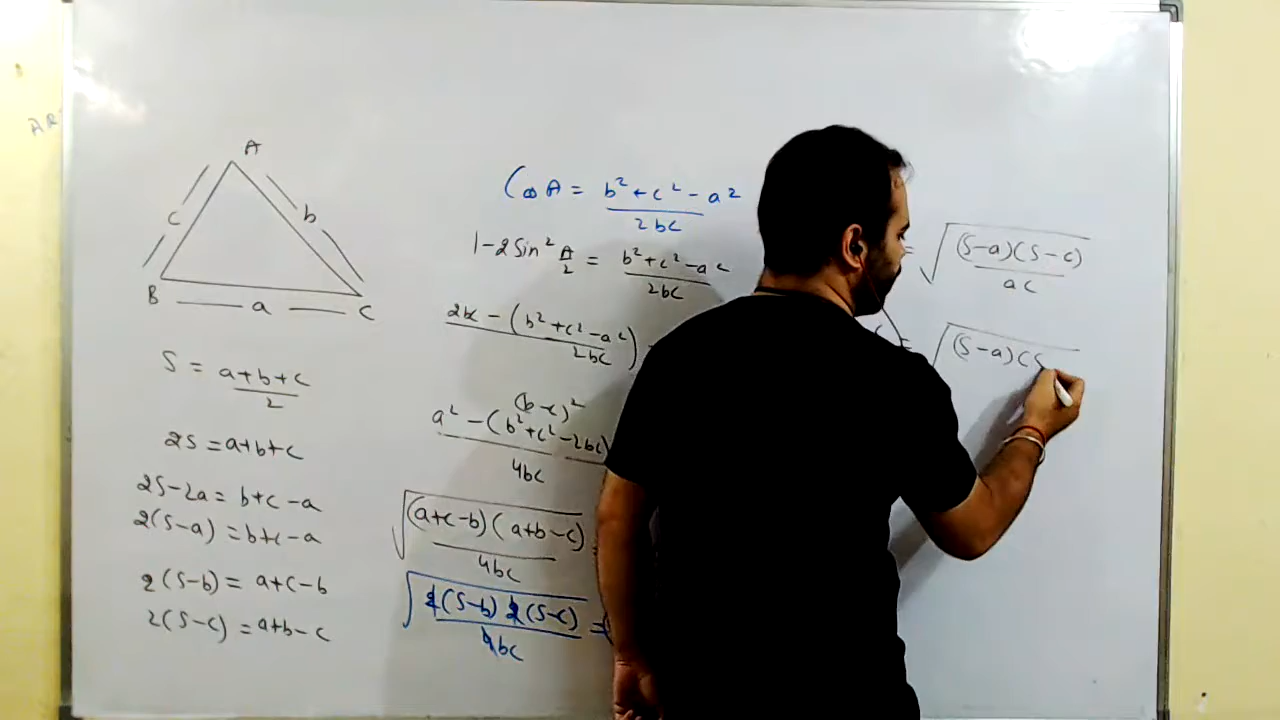 AR
A
c
b
B
a
C
S = a+b+c
2
2S = a+b+c
2S-2a = b+c-a
2(S-a) = b+c-a
2(S-b) = a+c-b
2(S-c) = a+b-c
Cos A = b² + c² - a²
2bc
1-2Sin² A/2 = b²+c²-a²
2bc
2bc - (b²+c²-a²)
2bc
(b-c)²
a² - (b²+c²-2bc)
4bc
√(a+c-b)(a+b-c)
4bc
√2(S-b) 2(S-c) =
4bc
= √(S-a)(S-c)
ac
= √(S-a)(S